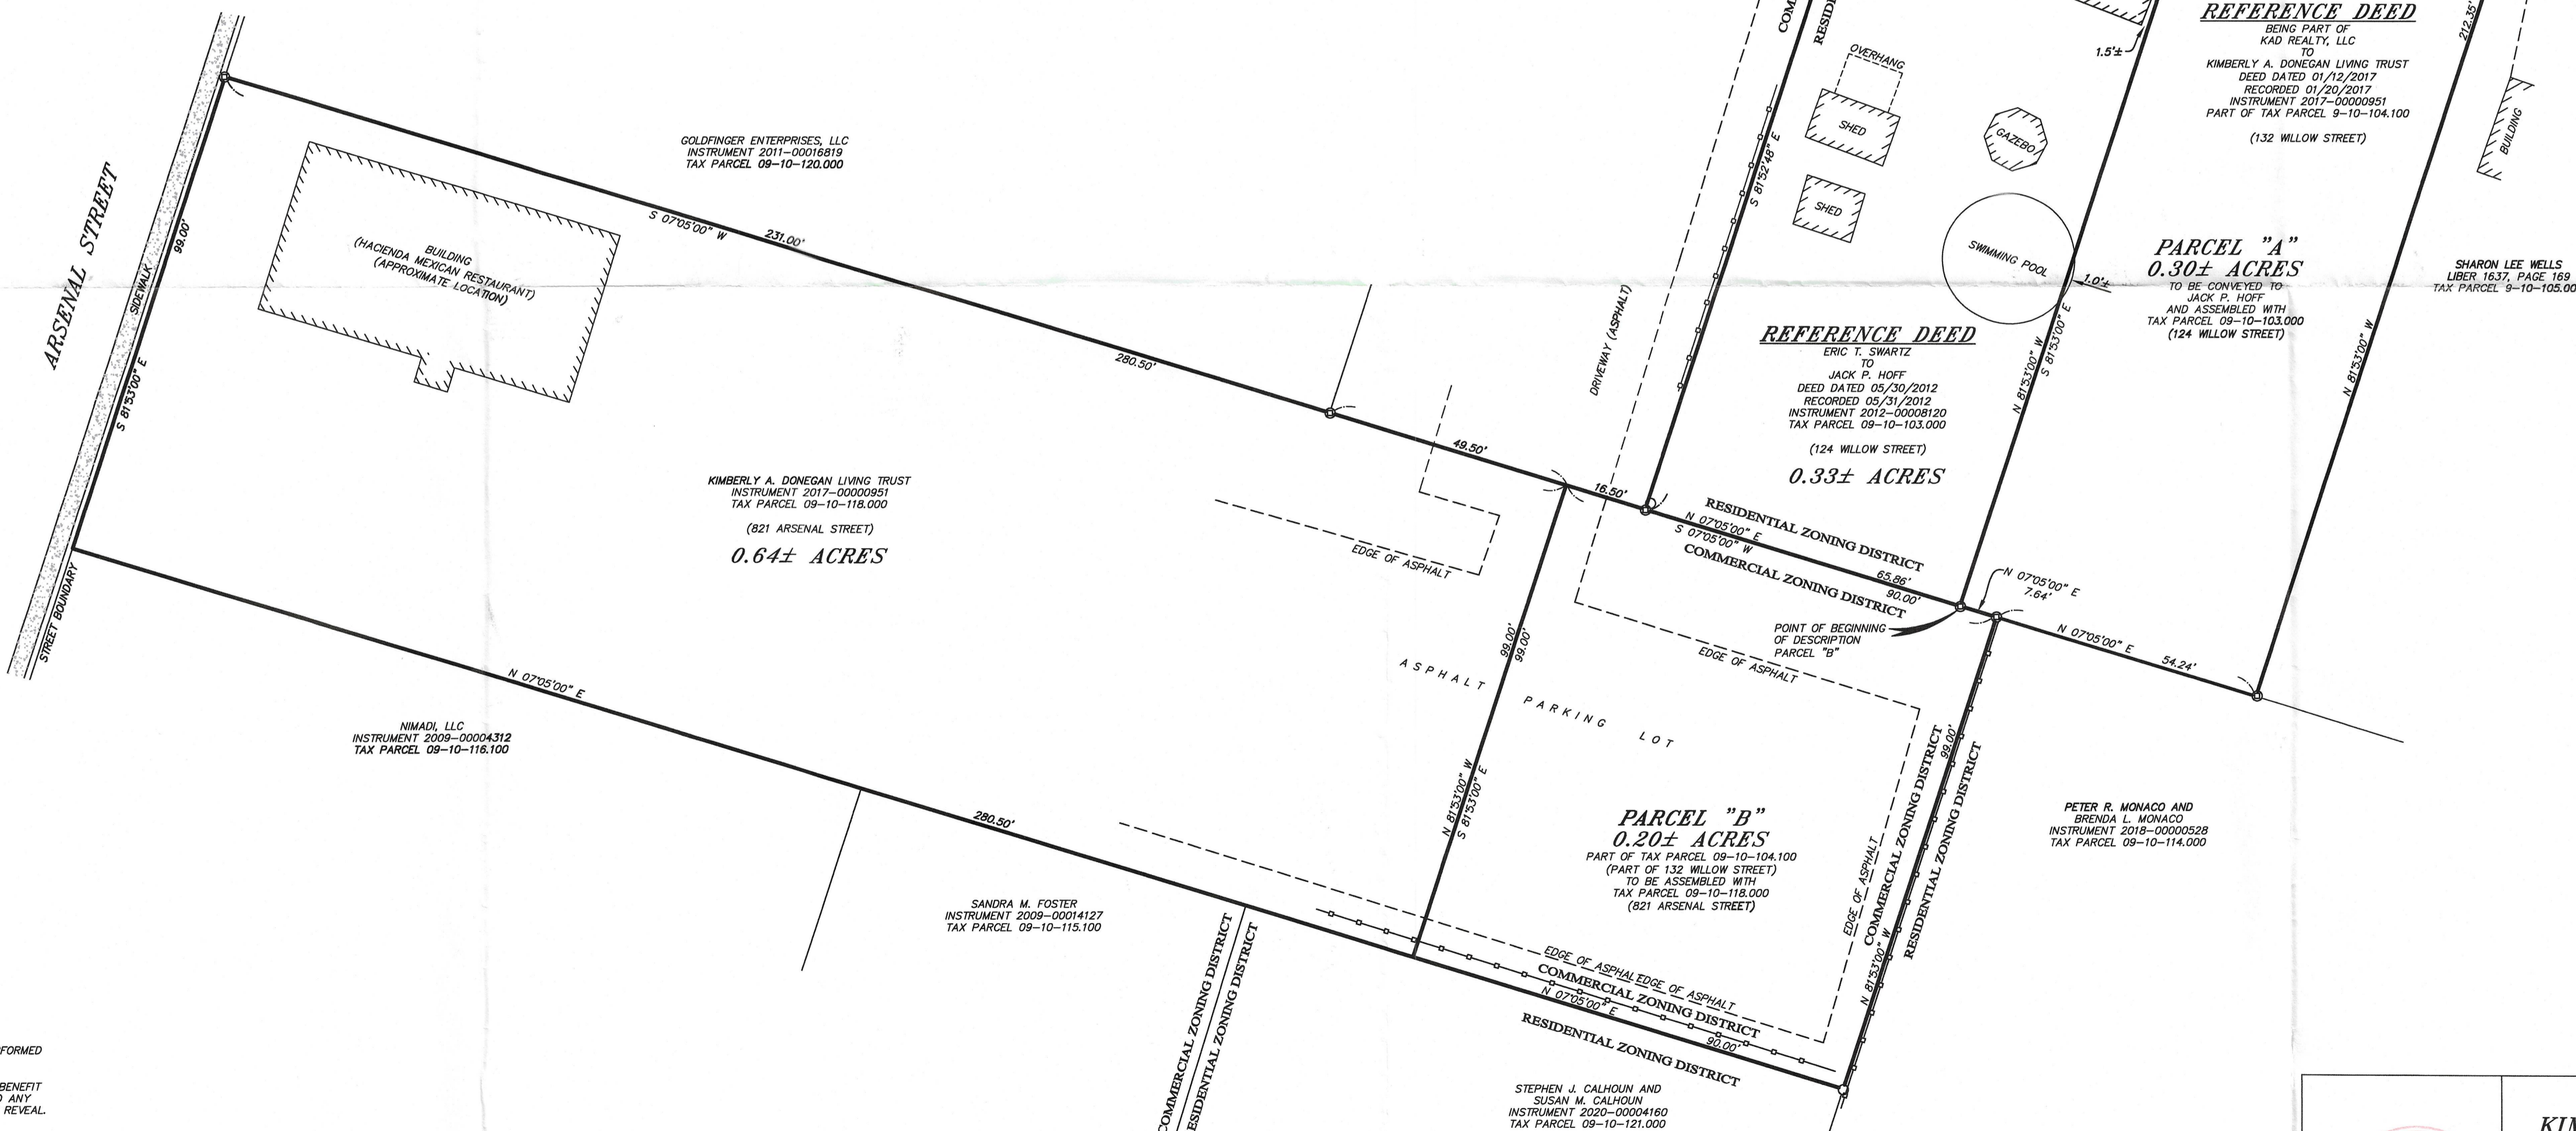 ARSENAL STREET
SIDEWALK
99.00'
S 81°53'00" E
STREET BOUNDARY
BUILDING
(HACIENDA MEXICAN RESTAURANT)
(APPROXIMATE LOCATION)
GOLDFINGER ENTERPRISES, LLC
INSTRUMENT 2011-00016819
TAX PARCEL 09-10-120.000
S 07°05'00" W
231.00'
280.50'
49.50'
16.50'
KIMBERLY A. DONEGAN LIVING TRUST
INSTRUMENT 2017-00000951
TAX PARCEL 09-10-118.000
(821 ARSENAL STREET)
0.64± ACRES
N 07°05'00" E
280.50'
NIMADI, LLC
INSTRUMENT 2009-00004312
TAX PARCEL 09-10-116.100
SANDRA M. FOSTER
INSTRUMENT 2009-00014127
TAX PARCEL 09-10-115.100
COMMERCIAL ZONING DISTRICT
RESIDENTIAL ZONING DISTRICT
EDGE OF ASPHALT
ASPHALT PARKING LOT
99.00'
99.00'
N 81°53'00" W
S 81°53'00" E
DRIVEWAY (ASPHALT)
S 81°52'48" E
OVERHANG
SHED
SHED
GAZEBO
SWIMMING POOL
1.5'±
1.0'±
REFERENCE DEED
ERIC T. SWARTZ
TO
JACK P. HOFF
DEED DATED 05/30/2012
RECORDED 05/31/2012
INSTRUMENT 2012-00008120
TAX PARCEL 09-10-103.000
(124 WILLOW STREET)
0.33± ACRES
RESIDENTIAL ZONING DISTRICT
N 07°05'00" E
S 07°05'00" W
COMMERCIAL ZONING DISTRICT
65.86'
90.00'
POINT OF BEGINNING
OF DESCRIPTION
PARCEL "B"
N 07°05'00" E
7.64'
N 07°05'00" E
54.24'
N 81°53'00" W
S 81°53'00" E
REFERENCE DEED
BEING PART OF
KAD REALTY, LLC
TO
KIMBERLY A. DONEGAN LIVING TRUST
DEED DATED 01/12/2017
RECORDED 01/20/2017
INSTRUMENT 2017-00000951
PART OF TAX PARCEL 9-10-104.100
(132 WILLOW STREET)
PARCEL "A"
0.30± ACRES
TO BE CONVEYED TO
JACK P. HOFF
AND ASSEMBLED WITH
TAX PARCEL 09-10-103.000
(124 WILLOW STREET)
212.35'
N 81°53'00" W
BUILDING
SHARON LEE WELLS
LIBER 1637, PAGE 169
TAX PARCEL 9-10-105.00
EDGE OF ASPHALT
PARCEL "B"
0.20± ACRES
PART OF TAX PARCEL 09-10-104.100
(PART OF 132 WILLOW STREET)
TO BE ASSEMBLED WITH
TAX PARCEL 09-10-118.000
(821 ARSENAL STREET)
EDGE OF ASPHALT
COMMERCIAL ZONING DISTRICT
99.00'
N 81°53'00" W
RESIDENTIAL ZONING DISTRICT
EDGE OF ASPHALEDGE OF ASPHALT
COMMERCIAL ZONING DISTRICT
N 07°05'00" E
90.00'
RESIDENTIAL ZONING DISTRICT
PETER R. MONACO AND
BRENDA L. MONACO
INSTRUMENT 2018-00000528
TAX PARCEL 09-10-114.000
STEPHEN J. CALHOUN AND
SUSAN M. CALHOUN
INSTRUMENT 2020-00004160
TAX PARCEL 09-10-121.000
BENEFIT
ANY
REVEAL.